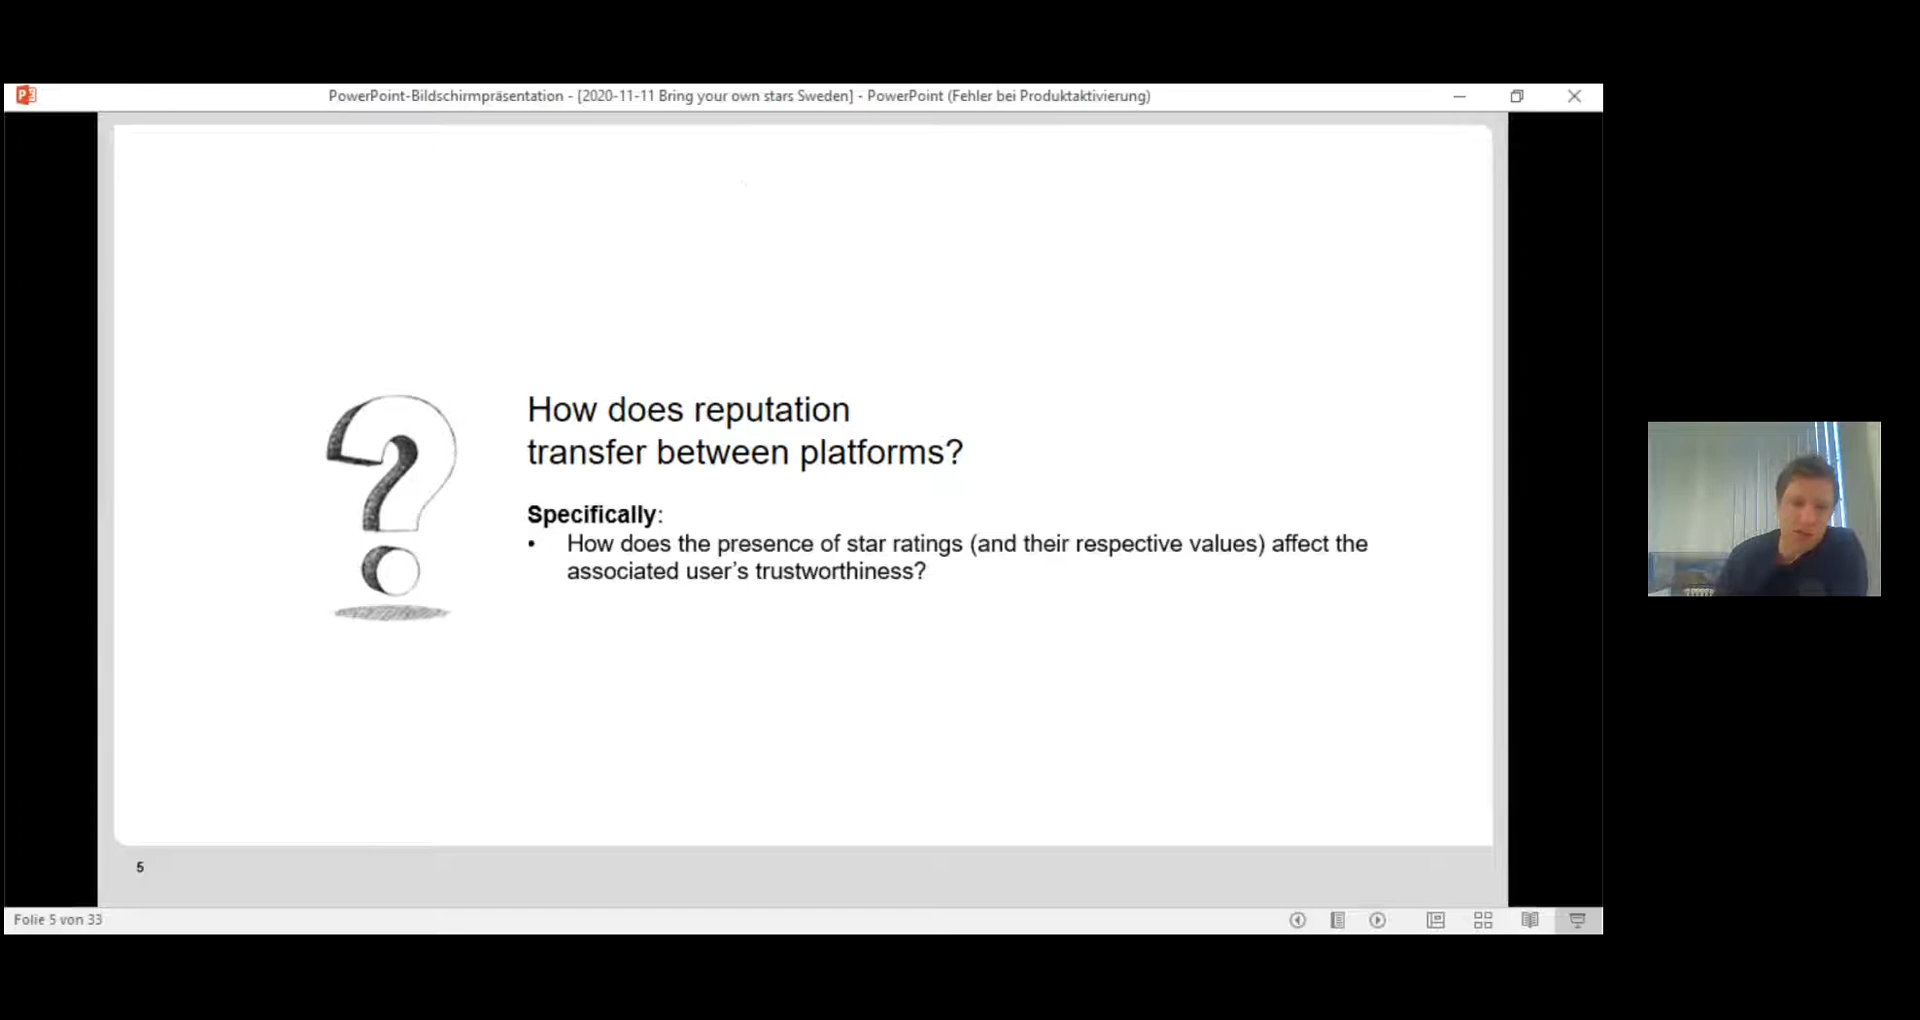 PowerPoint-Bildschirmpräsentation - [2020-11-11 Bring your own stars Sweden] - PowerPoint (Fehler bei Produktaktivierung)
How does reputation
transfer between platforms?
Specifically:
• How does the presence of star ratings (and their respective values) affect the
associated user's trustworthiness?
5
Folie 5 von 33